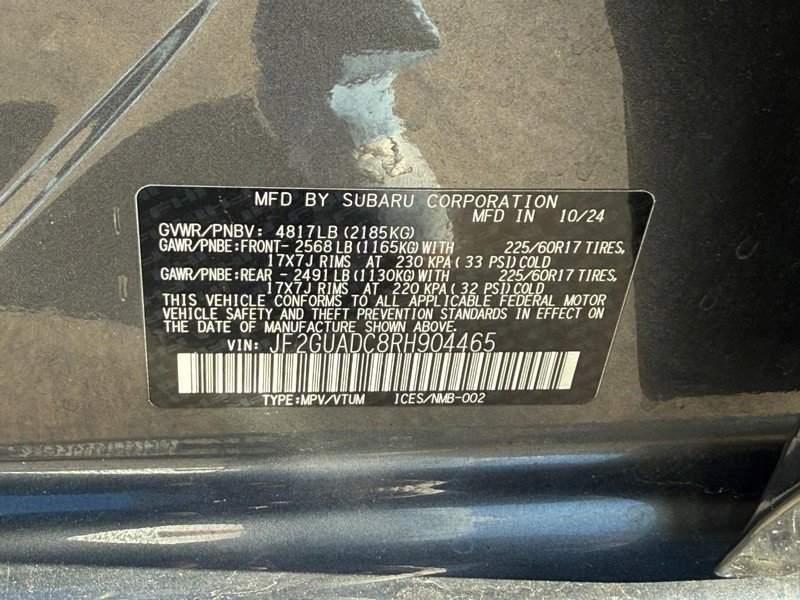 MFD BY SUBARU CORPORATION
MFD IN 10/24
GVWR/PNBV: 4817LB (2185KG)
GAWR/PNBE:FRONT- 2568 LB (1165KG) WITH 225/60R17 TIRES,
17X7J RIMS AT 230 KPA ( 33 PSI) COLD
GAWR/PNBE:REAR - 2491 LB (1130KG) WITH 225/60R17 TIRES,
17X7J RIMS AT 220 KPA ( 32 PSI) COLD
THIS VEHICLE CONFORMS TO ALL APPLICABLE FEDERAL MOTOR
VEHICLE SAFETY AND THEFT PREVENTION STANDARDS IN EFFECT ON
THE DATE OF MANUFACTURE SHOWN ABOVE.
VIN: JF2GUADC8RH904465
TYPE:MPV/VTUM ICES/NMB-002